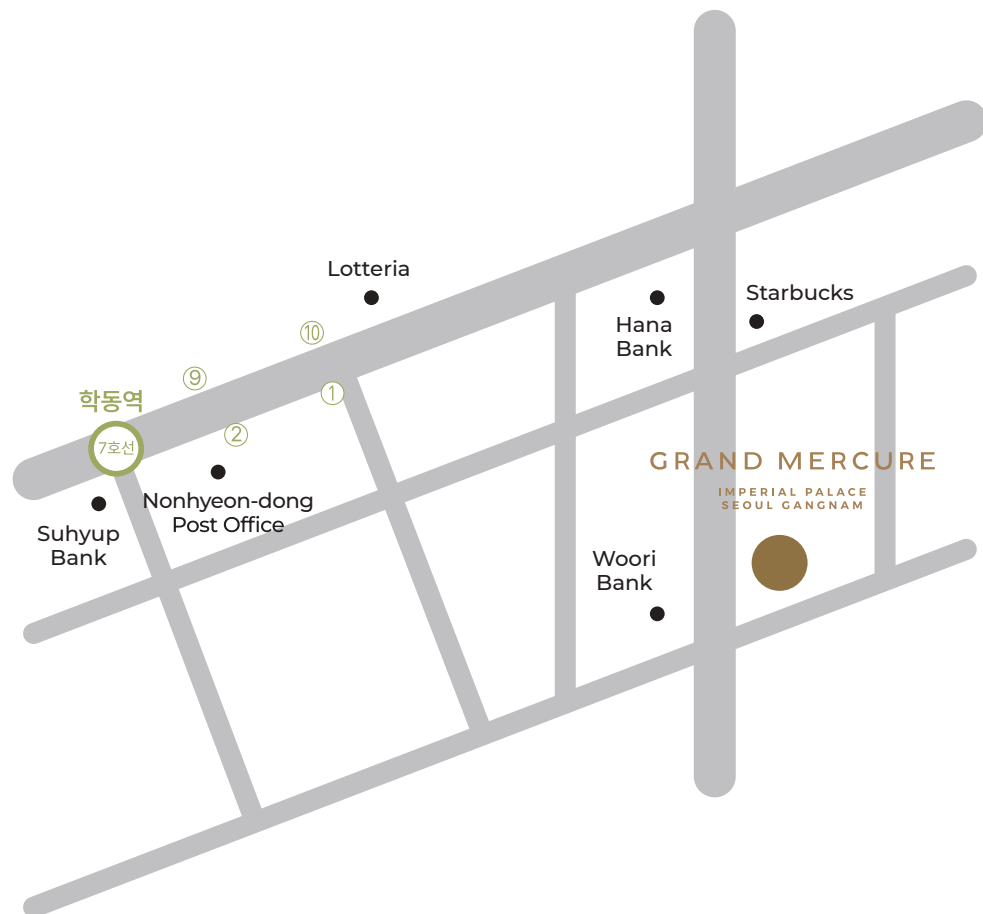 Lotteria
Starbucks
Hana
Bank
⑩
⑨
①
학동역
②
7호선
GRAND MERCURE
IMPERIAL PALACE
SEOUL GANGNAM
Nonhyeon-dong
Post Office
Suhyup
Bank
Woori
Bank